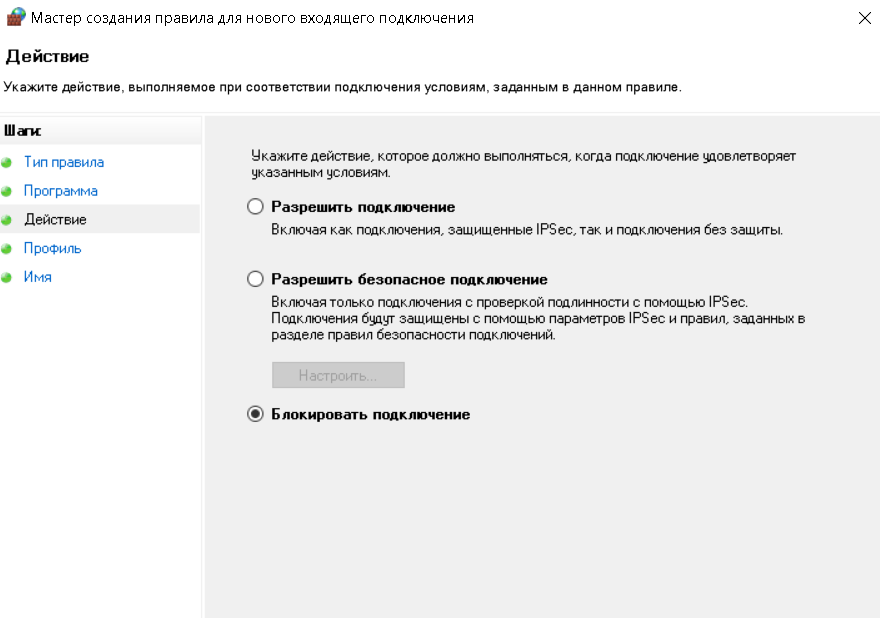 Мастер создания правила для нового входящего подключения
Действие
Укажите действие, выполняемое при соответствии подключения условиям, заданным в данном правиле.
Шаги:
Тип правила
Программа
Действие
Профиль
Имя
Укажите действие, которое должно выполняться, когда подключение удовлетворяет
указанным условиям.
Разрешить подключение
Включая как подключения, защищенные IPSec, так и подключения без защиты.
Разрешить безопасное подключение
Включая только подключения с проверкой подлинности с помощью IPSec.
Подключения будут защищены с помощью параметров IPSec и правил, заданных в
разделе правил безопасности подключений.
Настроить...
Блокировать подключение